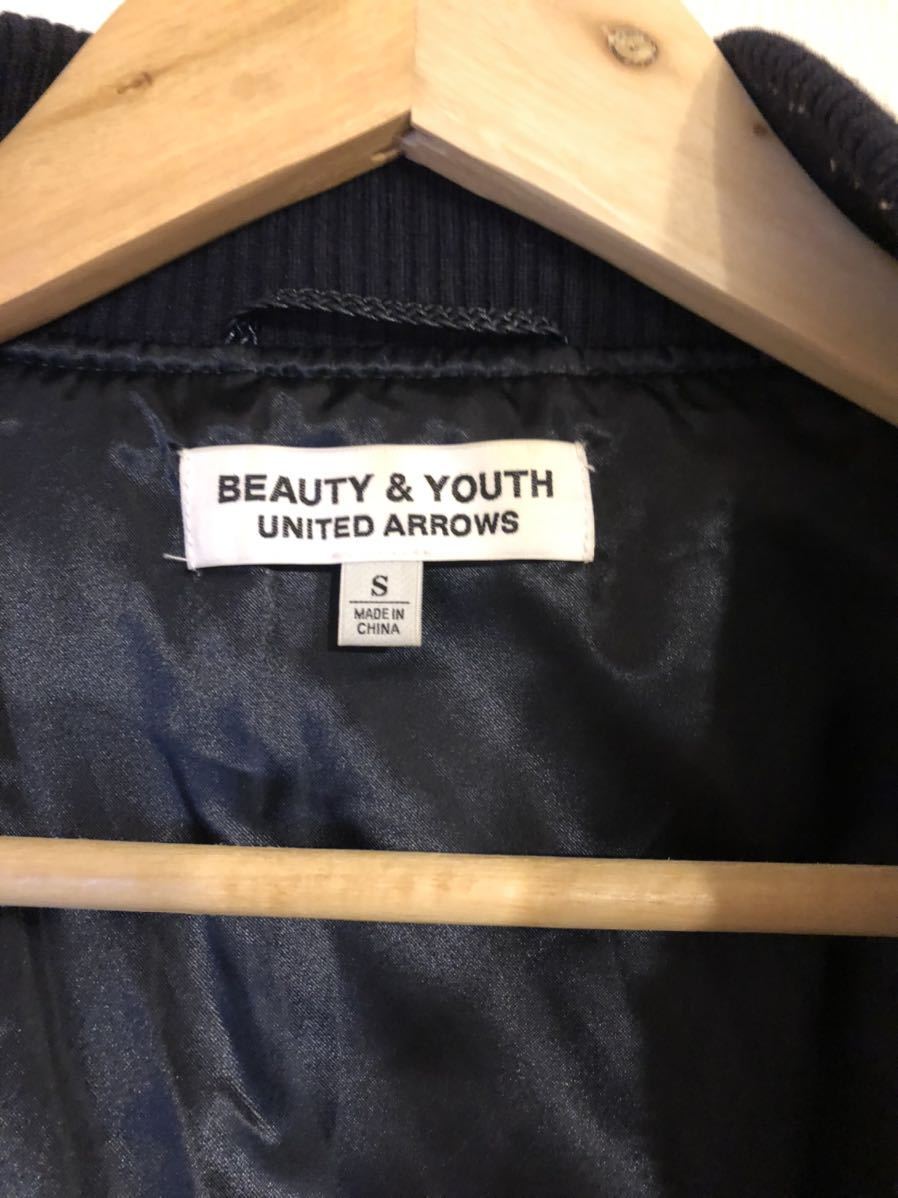 BEAUTY & YOUTH
UNITED ARROWS
S
MADE IN
CHINA